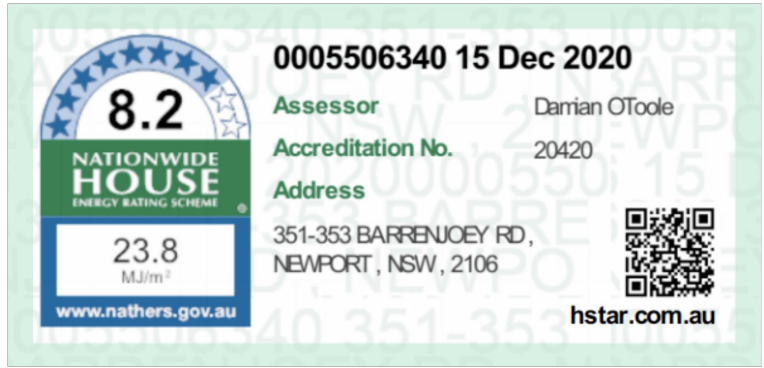 0005506340 15 Dec 2020
8.2
NATIONWIDE
HOUSE
ENERGY RATING SCHEME ®
23.8
MJ/m²
www.nathers.gov.au
Assessor Damian OToole
Accreditation No. 20420
Address
351-353 BARRENJOEY RD ,
NEWPORT , NSW , 2106
hstar.com.au